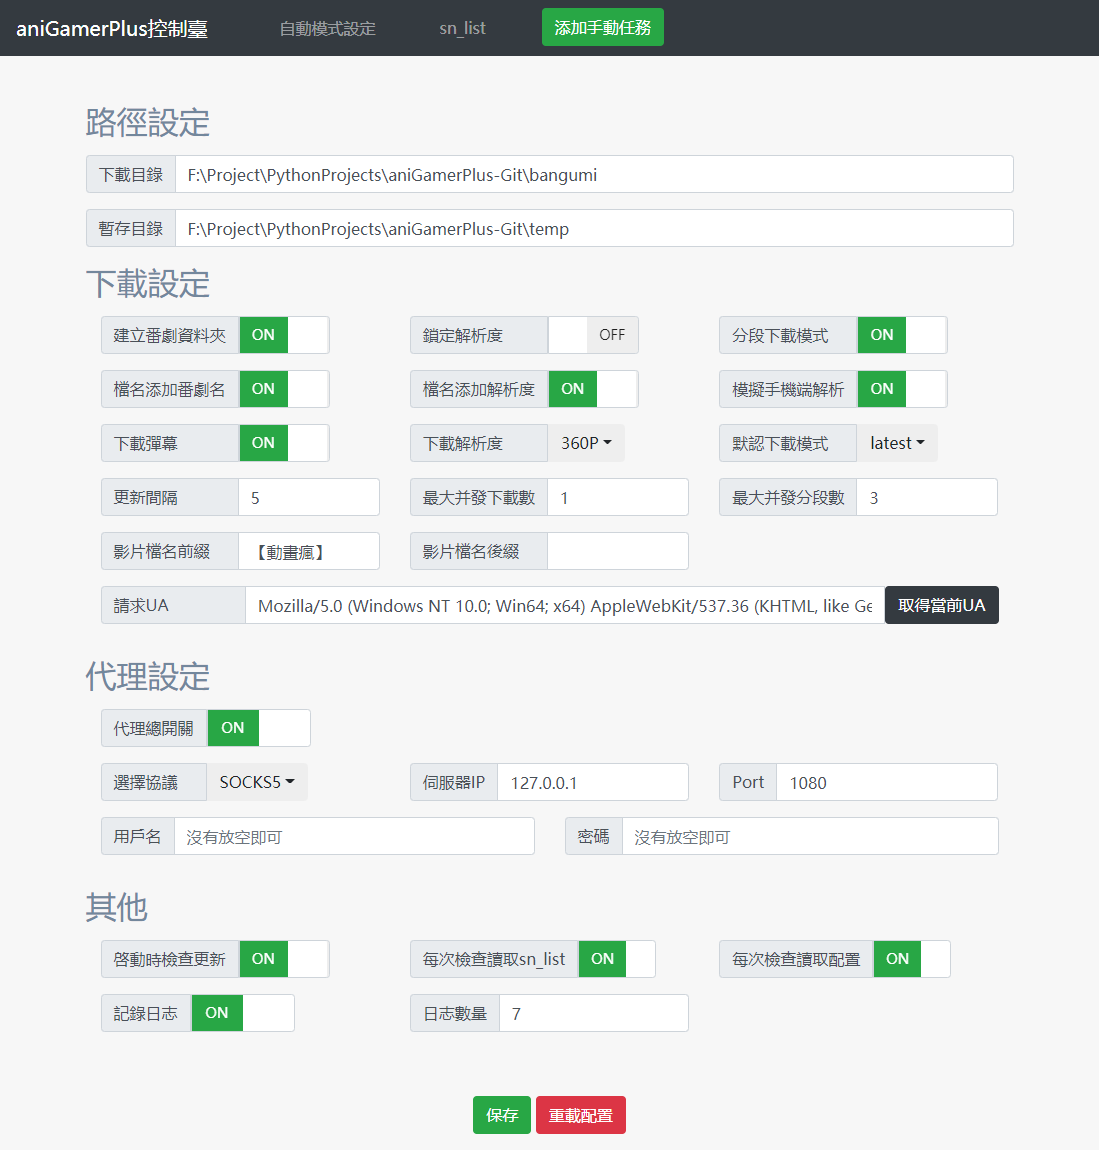 aniGamerPlus控制臺 自動模式設定 sn_list 添加手動任務
路徑設定
下載目錄 F:\Project\PythonProjects\aniGamerPlus-Git\bangumi
暫存目錄 F:\Project\PythonProjects\aniGamerPlus-Git\temp
下載設定
建立番劇資料夾 ON 鎖定解析度 OFF 分段下載模式 ON
檔名添加番劇名 ON 檔名添加解析度 ON 模擬手機端解析 ON
下載彈幕 ON 下載解析度 360P 默認下載模式 latest
更新間隔 5 最大并發下載數 1 最大并發分段數 3
影片檔名前綴 【動畫瘋】 影片檔名後綴
請求UA Mozilla/5.0 (Windows NT 10.0; Win64; x64) AppleWebKit/537.36 (KHTML, like Ge 取得當前UA
代理設定
代理總開關 ON
選擇協議 SOCKS5 伺服器IP 127.0.0.1 Port 1080
用戶名 沒有放空即可 密碼 沒有放空即可
其他
啓動時檢查更新 ON 每次檢查讀取sn_list ON 每次檢查讀取配置 ON
記錄日志 ON 日志數量 7
保存 重載配置